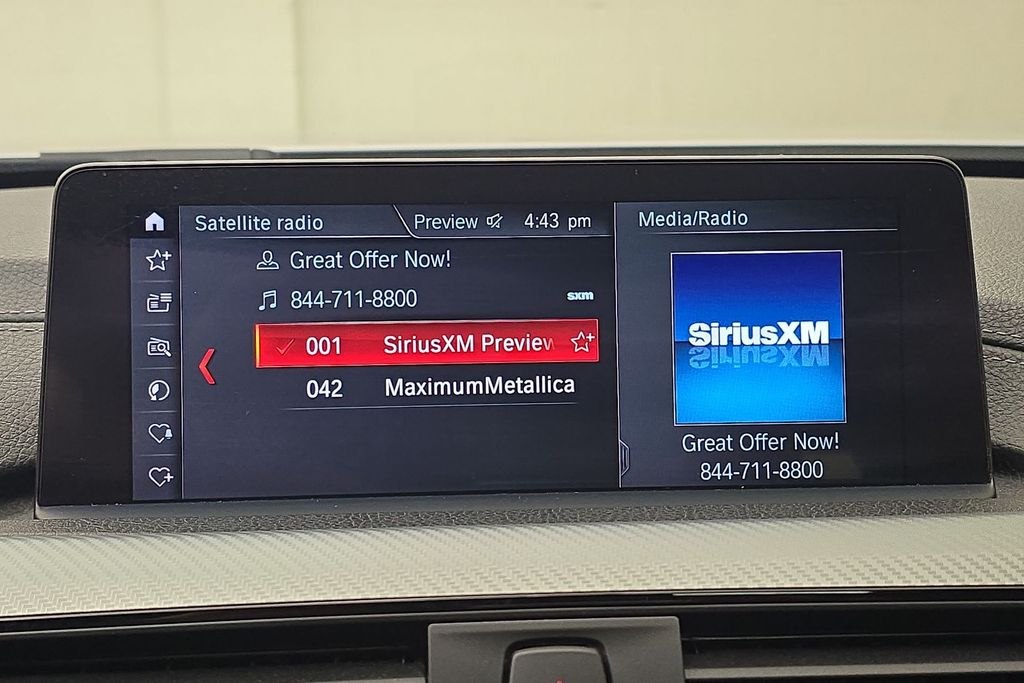 Satellite radio Preview 4:43 pm
Great Offer Now!
844-711-8800 sxm
001 SiriusXM Preview
042 MaximumMetallica
Media/Radio
SiriusXM
Great Offer Now!
844-711-8800